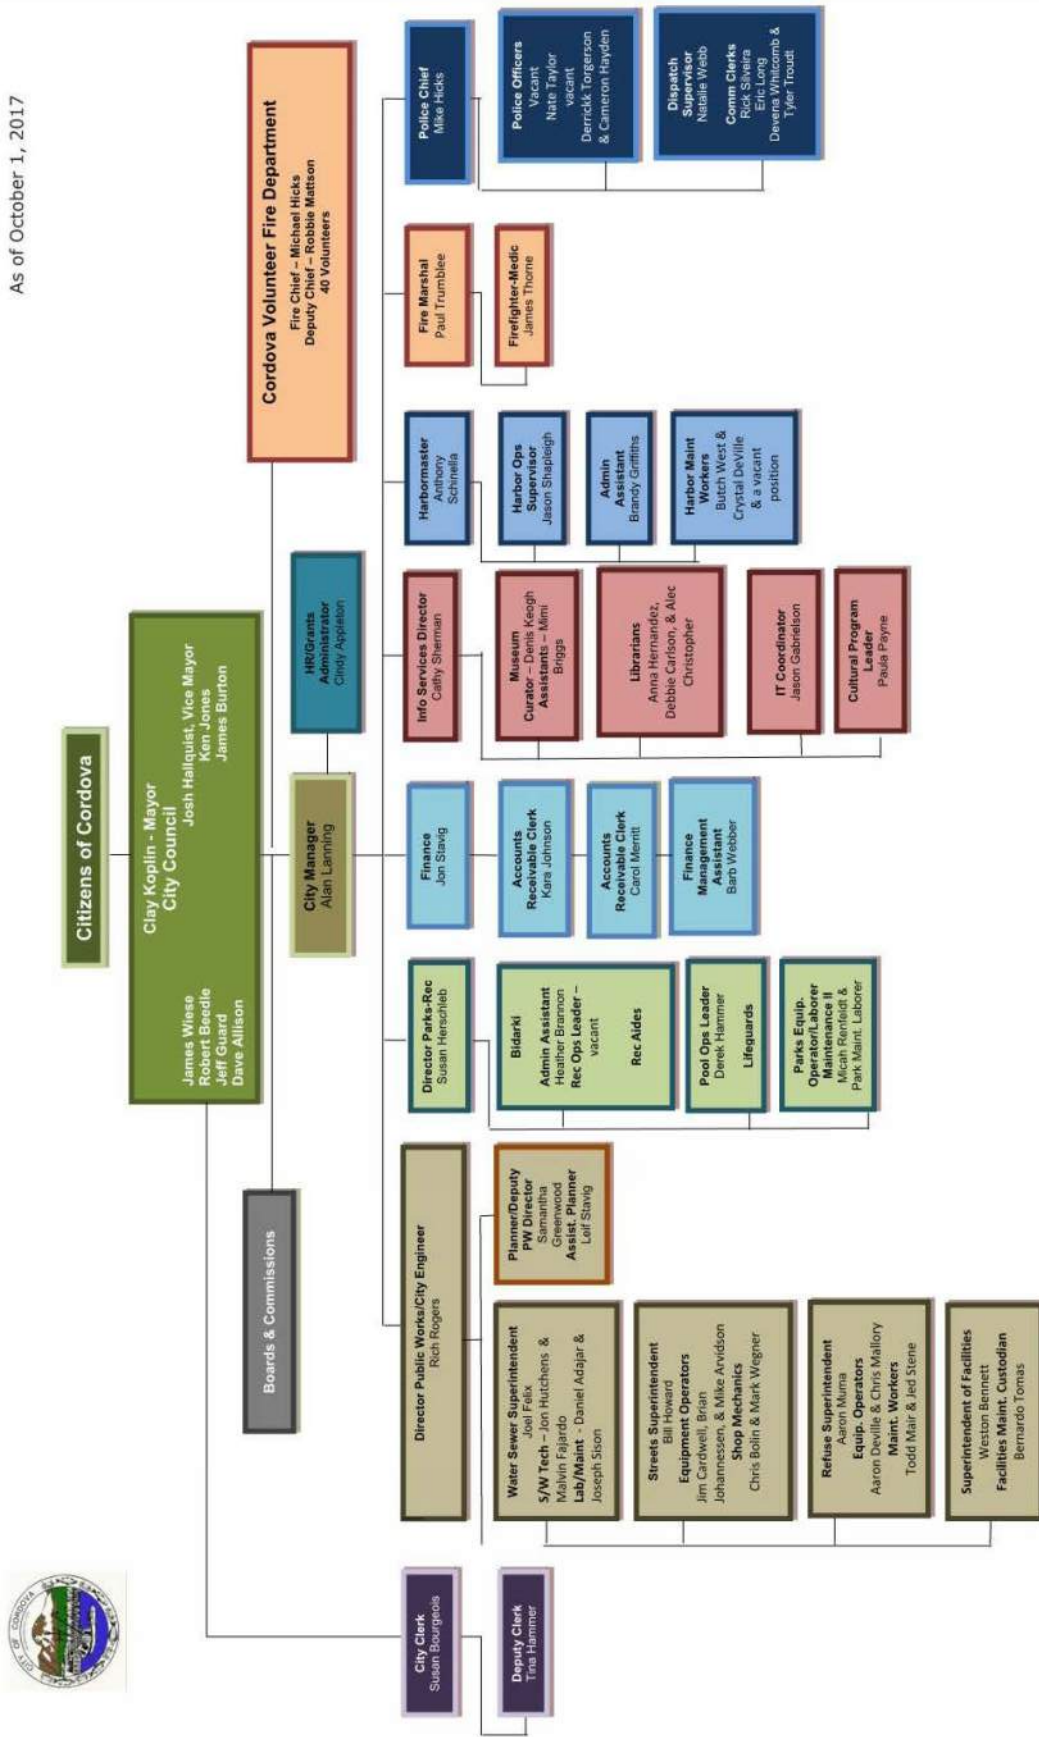 As of October 1, 2017
CITY OF CORDOVA
Citizens of Cordova
Clay Koplin - Mayor
City Council
James Wiese
Robert Beedle
Jeff Guard
Dave Allison
Josh Hallquist, Vice Mayor
Ken Jones
James Burton
Boards & Commissions
Cordova Volunteer Fire Department
Fire Chief – Michael Hicks
Deputy Chief – Robbie Mattson
40 Volunteers
City Manager
Alan Lanning
HR/Grants
Administrator
Cindy Appleton
City Clerk
Susan Bourgeois
Deputy Clerk
Tina Hammer
Director Public Works/City Engineer
Rich Rogers
Water Sewer Superintendent
Joel Felix
S/W Tech – Jon Hutchens &
Malvin Fajardo
Lab/Maint - Daniel Adajar &
Joseph Sison
Streets Superintendent
Bill Howard
Equipment Operators
Jim Cardwell, Brian
Johannessen, & Mike Arvidson
Shop Mechanics
Chris Bolin & Mark Wegner
Refuse Superintendent
Aaron Muma
Equip. Operators
Aaron Deville & Chris Mallory
Maint. Workers
Todd Mair & Jed Stene
Superintendent of Facilities
Weston Bennett
Facilities Maint. Custodian
Bernardo Tomas
Planner/Deputy
PW Director
Samantha
Greenwood
Assist. Planner
Leif Stavig
Director Parks-Rec
Susan Herschleb
Bidarki
Admin Assistant
Heather Brannon
Rec Ops Leader –
vacant
Rec Aides
Pool Ops Leader
Derek Hammer
Lifeguards
Parks Equip.
Operator/Laborer
Maintenance II
Micah Renfeldt &
Park Maint. Laborer
Finance
Jon Stavig
Accounts
Receivable Clerk
Kara Johnson
Accounts
Receivable Clerk
Carol Merritt
Finance
Management
Assistant
Barb Webber
Info Services Director
Cathy Sherman
Museum
Curator – Denis Keogh
Assistants – Mimi
Briggs
Librarians
Anna Hernandez,
Debbie Carlson, & Alec
Christopher
IT Coordinator
Jason Gabrielson
Cultural Program
Leader
Paula Payne
Harbormaster
Anthony
Schinella
Harbor Ops
Supervisor
Jason Shapleigh
Admin
Assistant
Brandy Griffiths
Harbor Maint
Workers
Butch West &
Crystal DeVille
& a vacant
position
Fire Marshal
Paul Trumblee
Firefighter-Medic
James Thorne
Police Chief
Mike Hicks
Police Officers
Vacant
Nate Taylor
vacant
Derrickk Torgerson
& Cameron Hayden
Dispatch
Supervisor
Natalie Webb
Comm Clerks
Rick Silveira
Eric Long
Devena Whitcomb &
Tyler Troudt